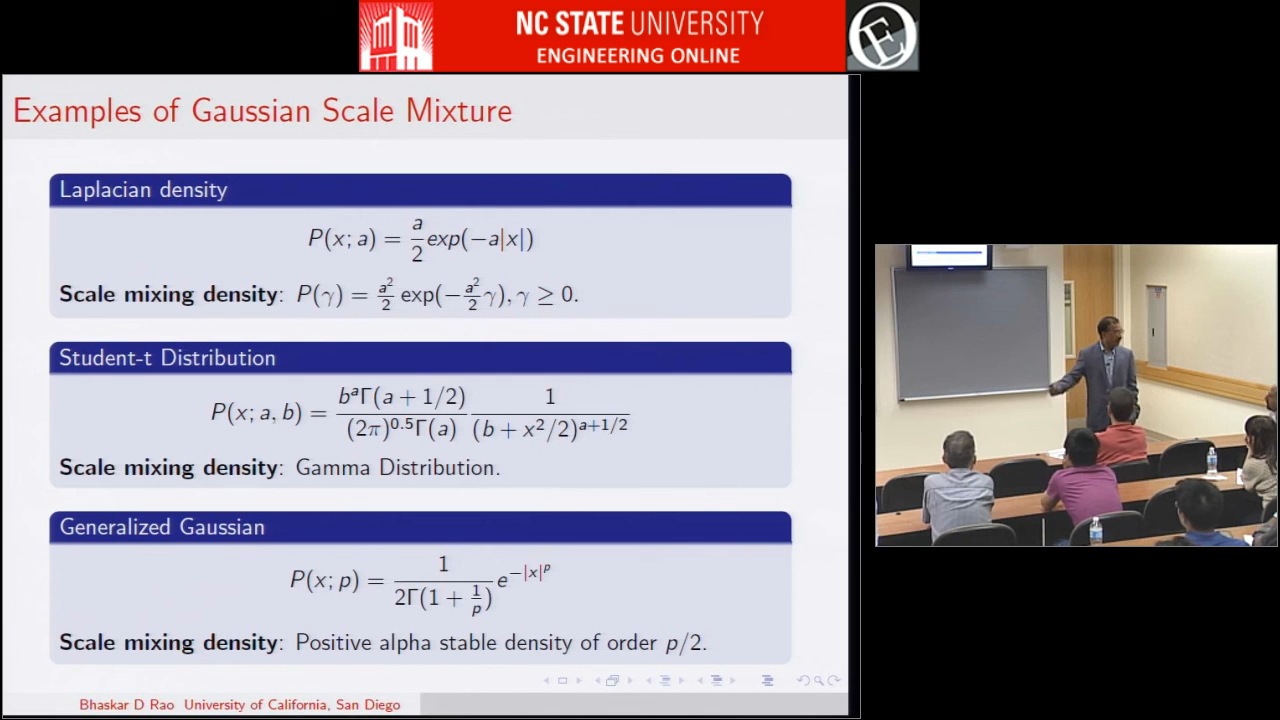 NC STATE UNIVERSITY
ENGINEERING ONLINE
Examples of Gaussian Scale Mixture
Laplacian density
P(x; a) = a/2 exp(−a|x|)
Scale mixing density: P(γ) = a²/2 exp(−a²/2 γ), γ ≥ 0.
Student-t Distribution
P(x; a, b) = b^a Γ(a + 1/2) / (2π)^0.5 Γ(a) 1 / (b + x²/2)^a+1/2
Scale mixing density: Gamma Distribution.
Generalized Gaussian
P(x; p) = 1 / 2Γ(1 + 1/p) e^−|x|^p
Scale mixing density: Positive alpha stable density of order p/2.
Bhaskar D Rao University of California, San Diego